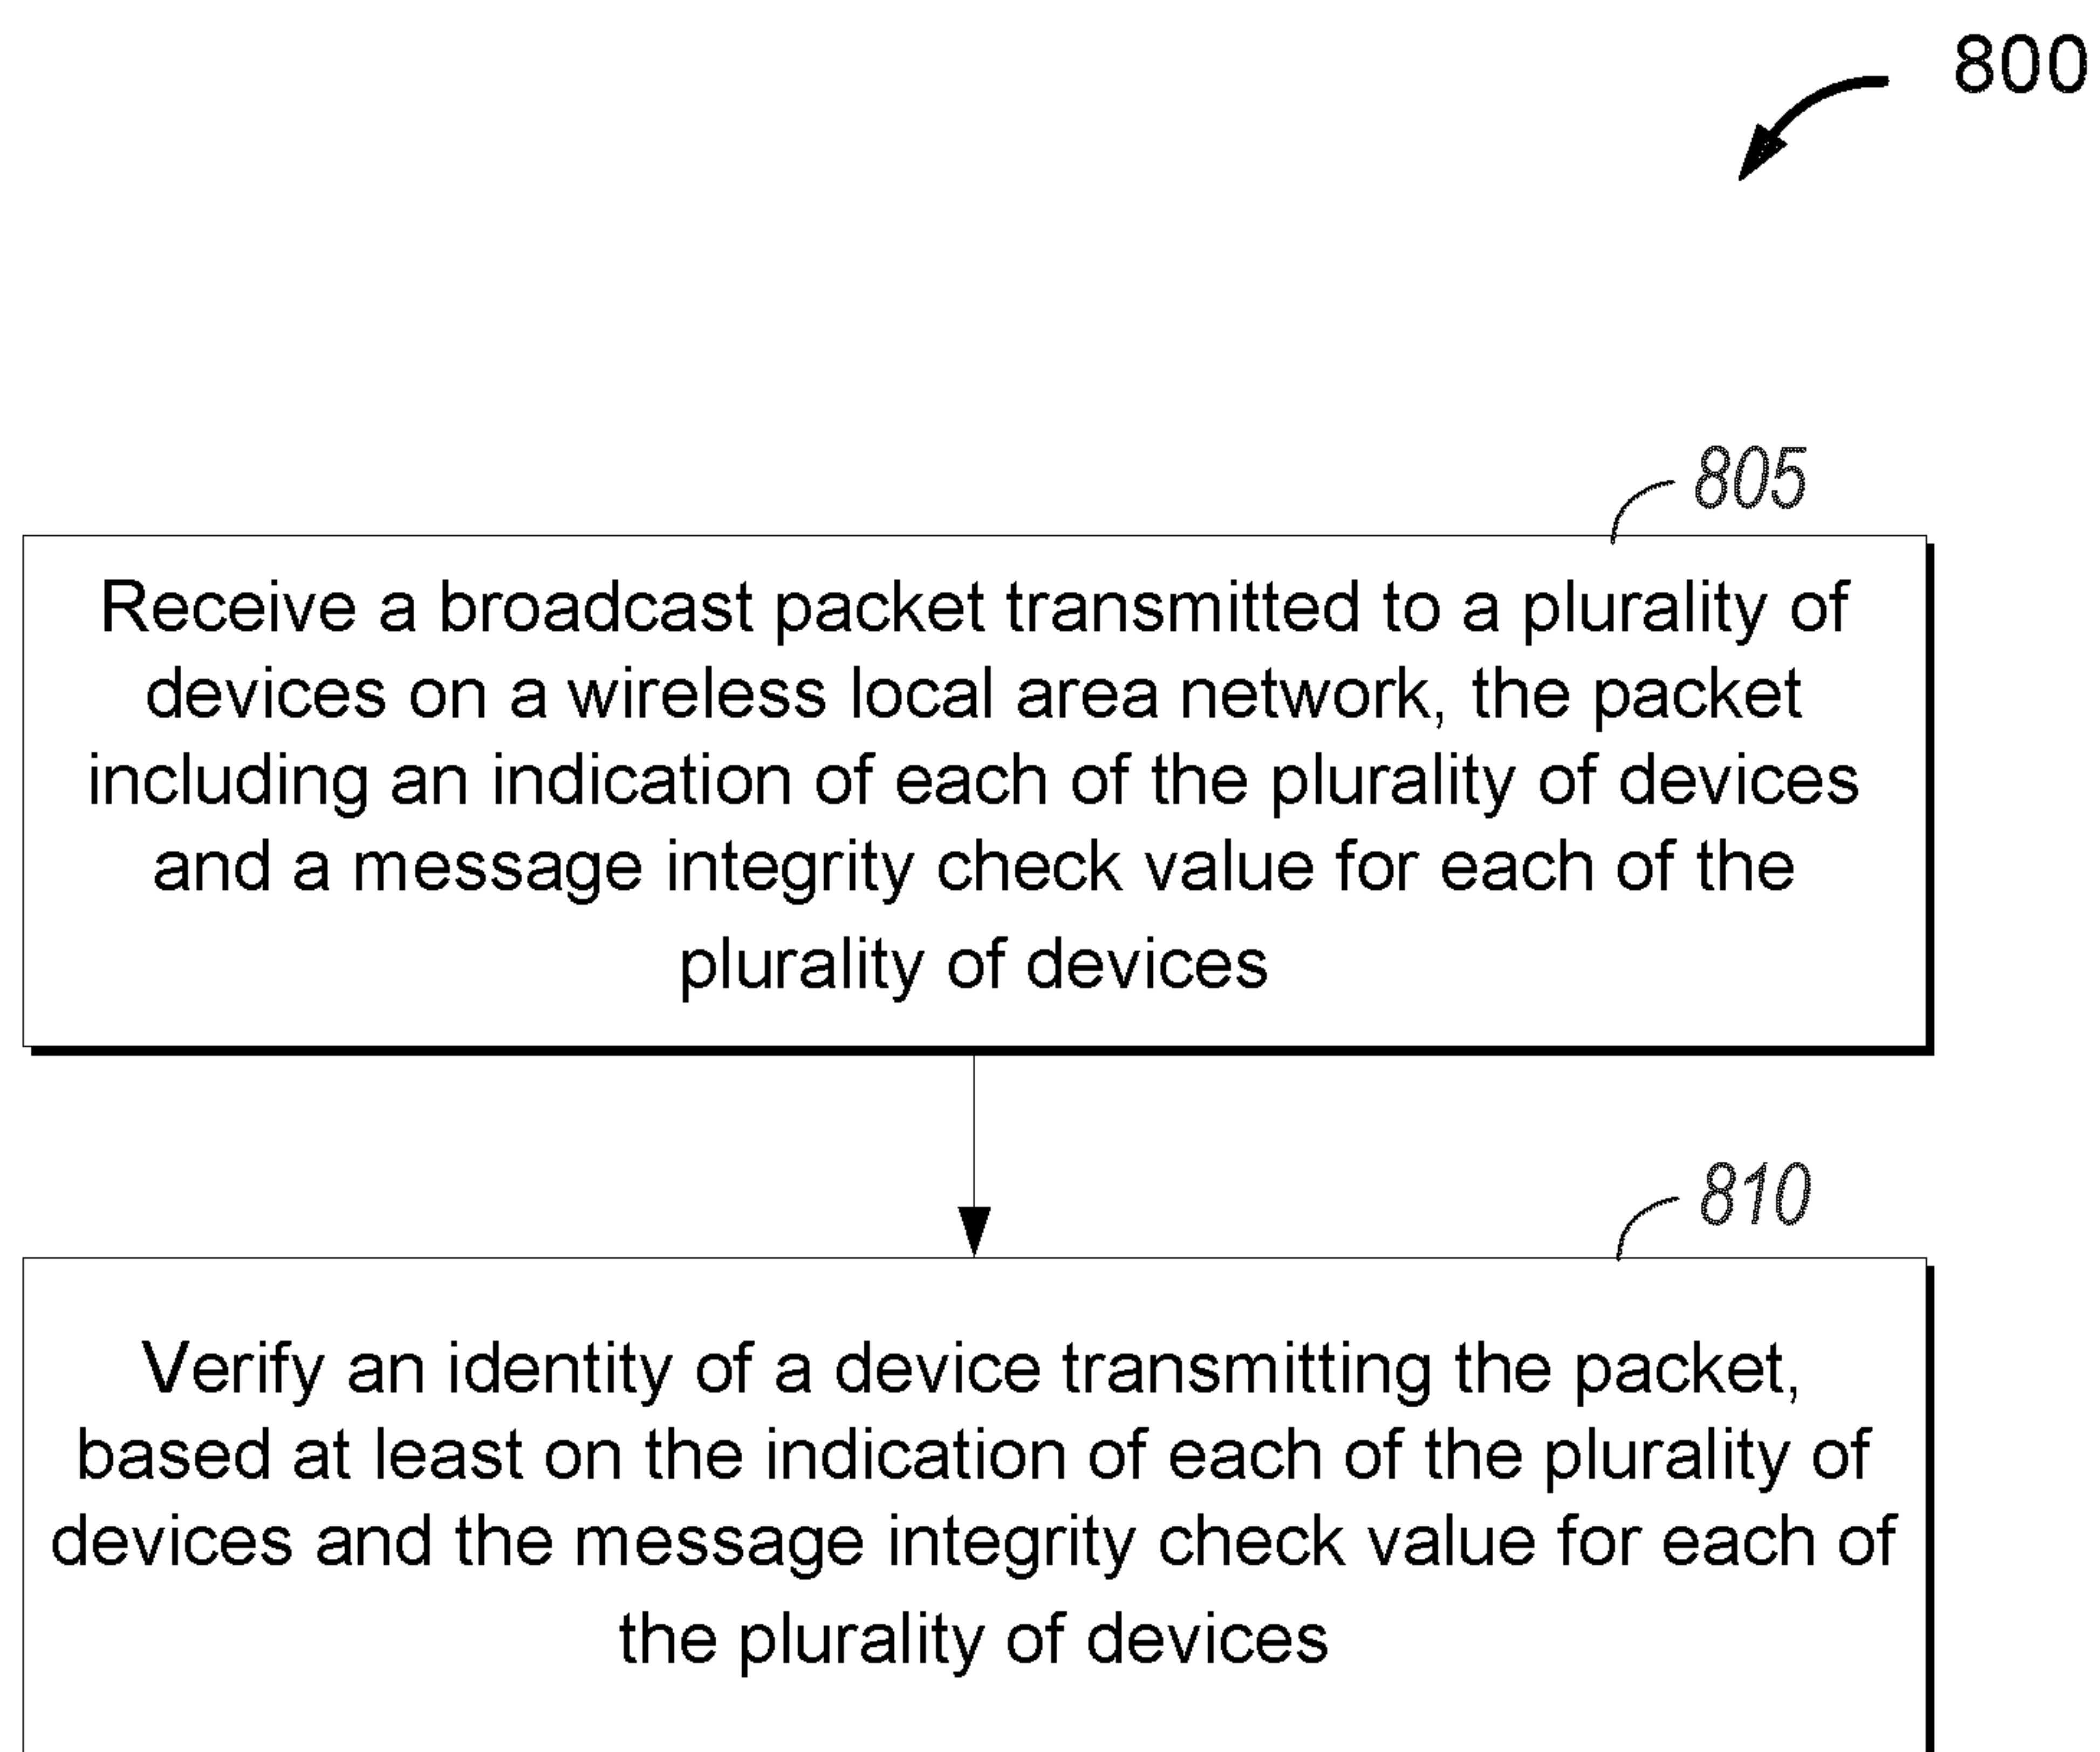 800
805
Receive a broadcast packet transmitted to a plurality of
devices on a wireless local area network, the packet
including an indication of each of the plurality of devices
and a message integrity check value for each of the
plurality of devices
810
Verify an identity of a device transmitting the packet,
based at least on the indication of each of the plurality of
devices and the message integrity check value for each of
the plurality of devices